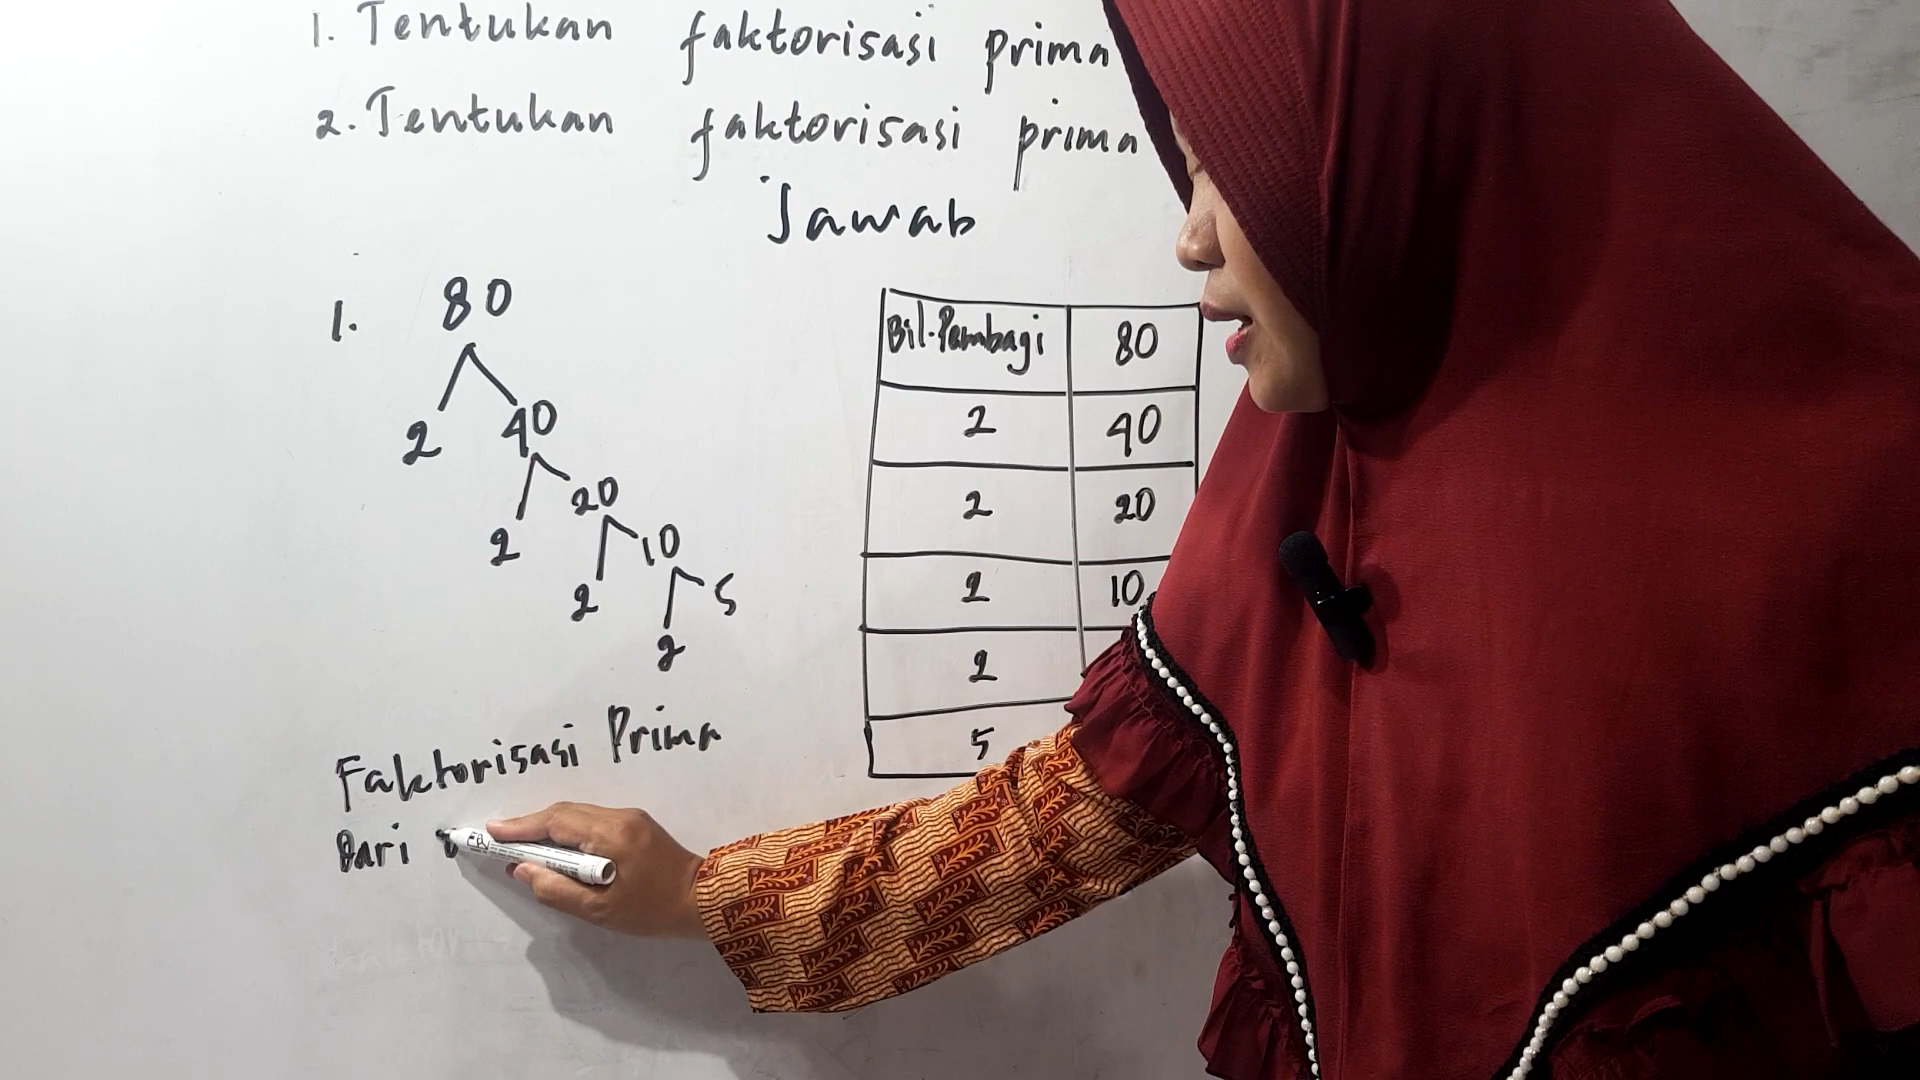 1. Tentukan faktorisasi prima
2. Tentukan faktorisasi prima
Jawab
1.
80
2 40
2 20
2 10
2 5
Bil. Pembagi 80
2 40
2 20
2 10
2
5
Faktorisasi Prima
Dari